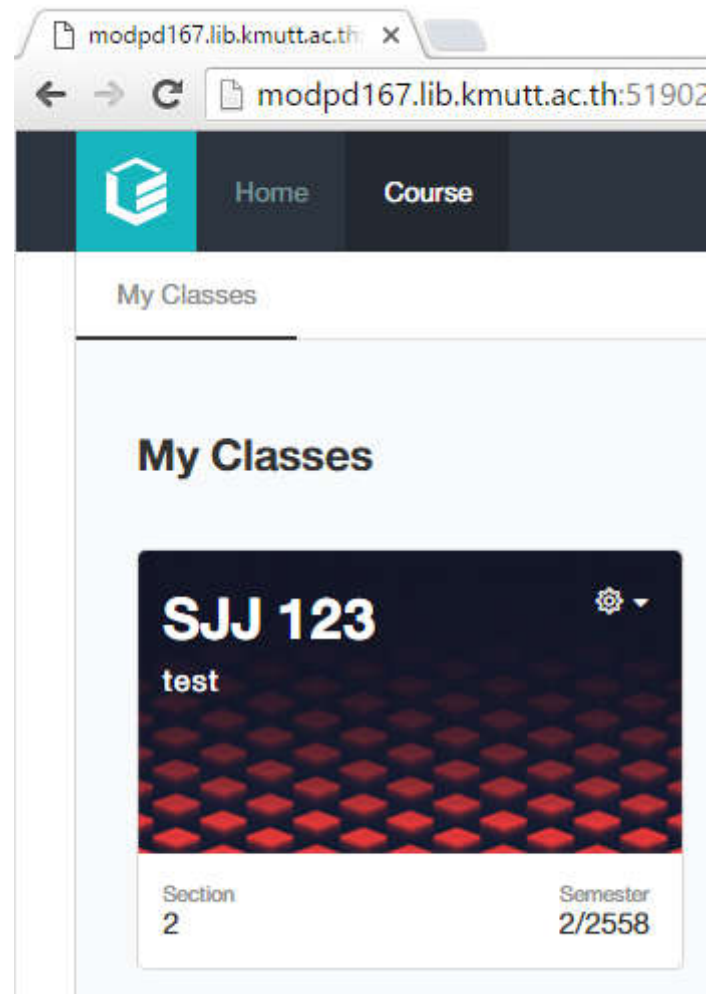 modpd167.lib.kmutt.ac.th
modpd167.lib.kmutt.ac.th:51902
Home Course
My Classes
My Classes
SJJ 123
test
Section Semester
2 2/2558